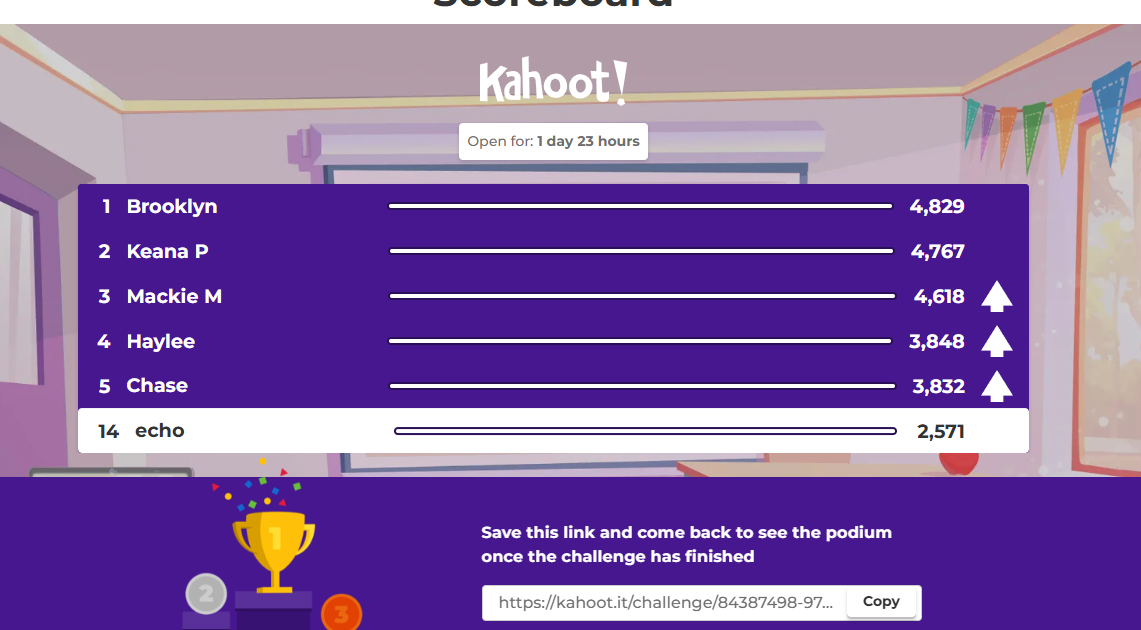 Scoreboard
Kahoot!
Open for: 1 day 23 hours
1 Brooklyn 4,829
2 Keana P 4,767
3 Mackie M 4,618
4 Haylee 3,848
5 Chase 3,832
14 echo 2,571
1
2
3
Save this link and come back to see the podium
once the challenge has finished
https://kahoot.it/challenge/84387498-97... Copy